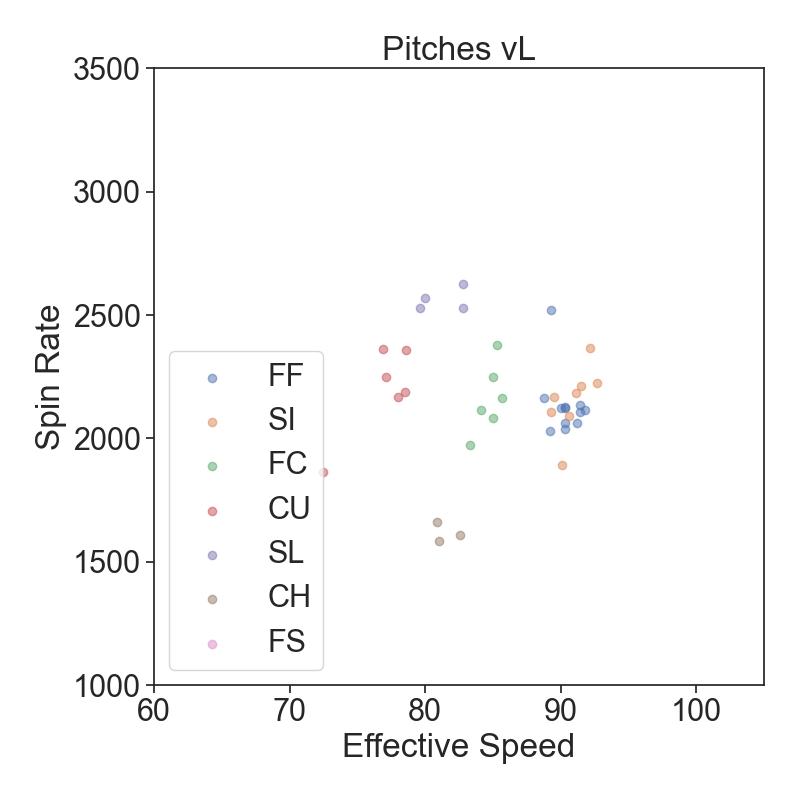 Pitches vL
3500
3000
2500
2000
1500
1000
Spin Rate
FF
SI
FC
CU
SL
CH
FS
60 70 80 90 100
Effective Speed